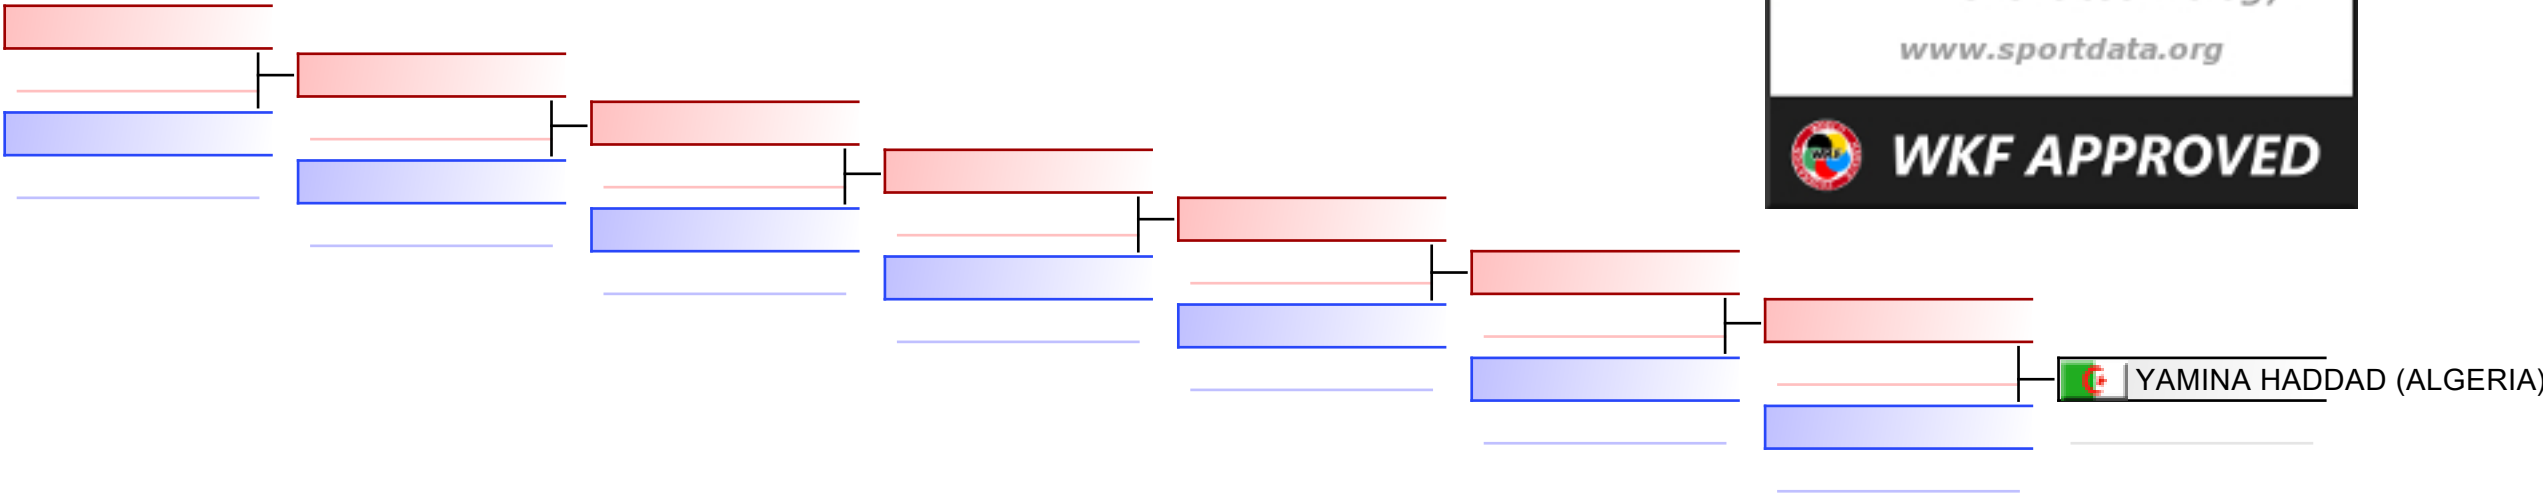 www.sportdata.org
WKF APPROVED
YAMINA HADDAD (ALGERIA)